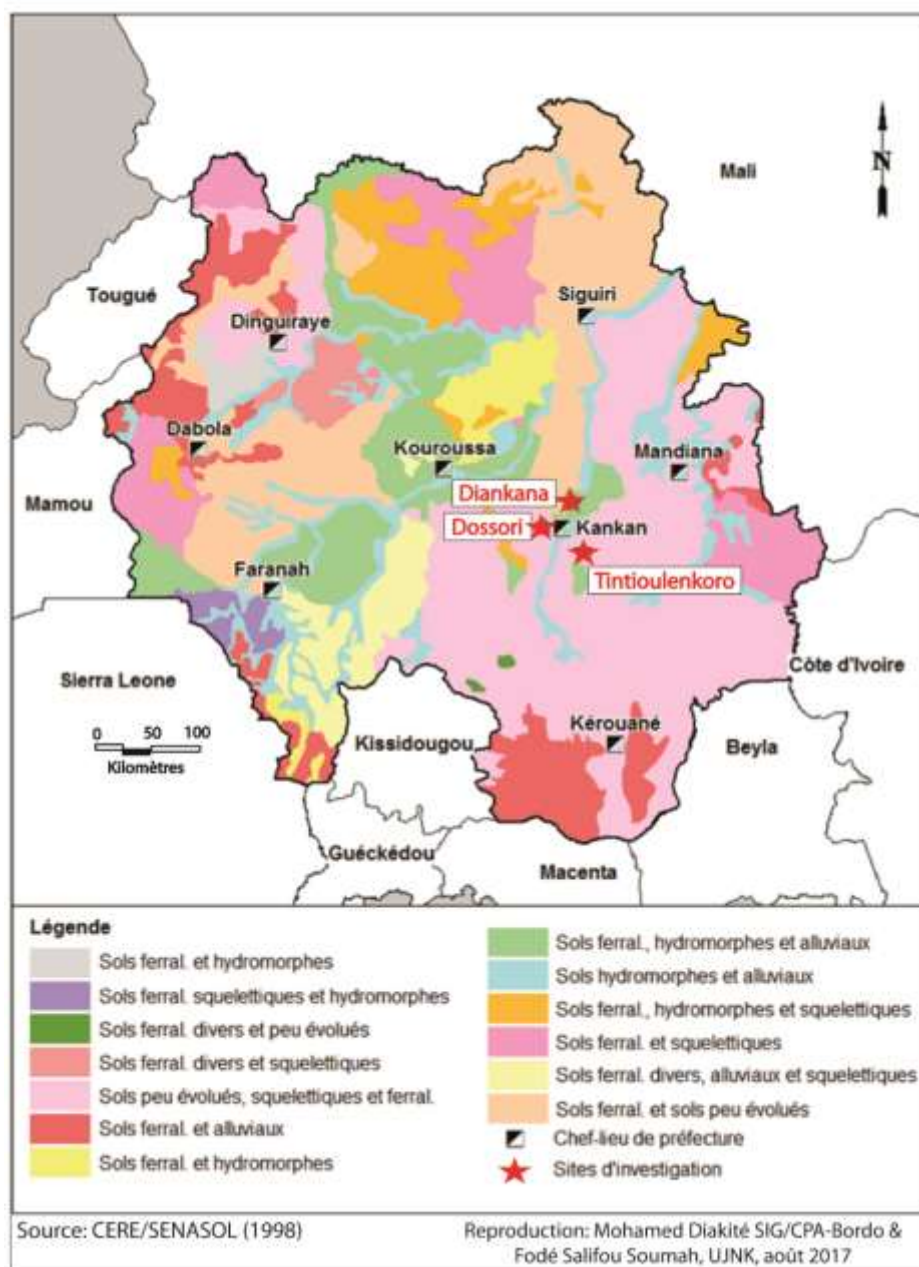 N
Mali
Tougué
Siguiri
Dinguiraye
Dabola
Kouroussa
Mandiana
Mamou
Diankana
Dossori
Kankan
Tintioulenkoro
Faranah
Sierra Leone
Côte d'Ivoire
0 50 100
Kilomètres
Kissidougou
Kérouané
Beyla
Guéckédou
Macenta
Légende
Sols ferral. et hydromorphes
Sols ferral. squelettiques et hydromorphes
Sols ferral. divers et peu évolués
Sols ferral. divers et squelettiques
Sols peu évolués, squelettiques et ferral.
Sols ferral. et alluviaux
Sols ferral. et hydromorphes
Sols ferral., hydromorphes et alluviaux
Sols hydromorphes et alluviaux
Sols ferral., hydromorphes et squelettiques
Sols ferral. et squelettiques
Sols ferral. divers, alluviaux et squelettiques
Sols ferral. et sols peu évolués
Chef-lieu de préfecture
Sites d'investigation
Source: CERE/SENASOL (1998)
Reproduction: Mohamed Diakité SIG/CPA-Bordo &
Fodé Salifou Soumah, UJNK, août 2017